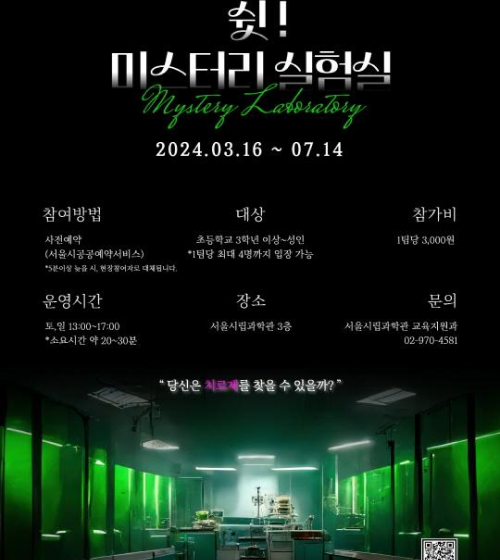 쉿!
미스터리 실험실
Mystery Laboratory
2024.03.16 ~ 07.14
참여방법
사전예약
(서울시공공예약서비스)
*5분이상 늦을 시, 현장참여자로 대체됩니다.
대상
초등학교 3학년 이상~성인
*1팀당 최대 4명까지 입장 가능
참가비
1팀당 3,000원
운영시간
토,일 13:00~17:00
*소요시간 약 20~30분
장소
서울시립과학관 3층
문의
서울시립과학관 교육지원과
02-970-4581
“ 당신은 치료제를 찾을 수 있을까? ”